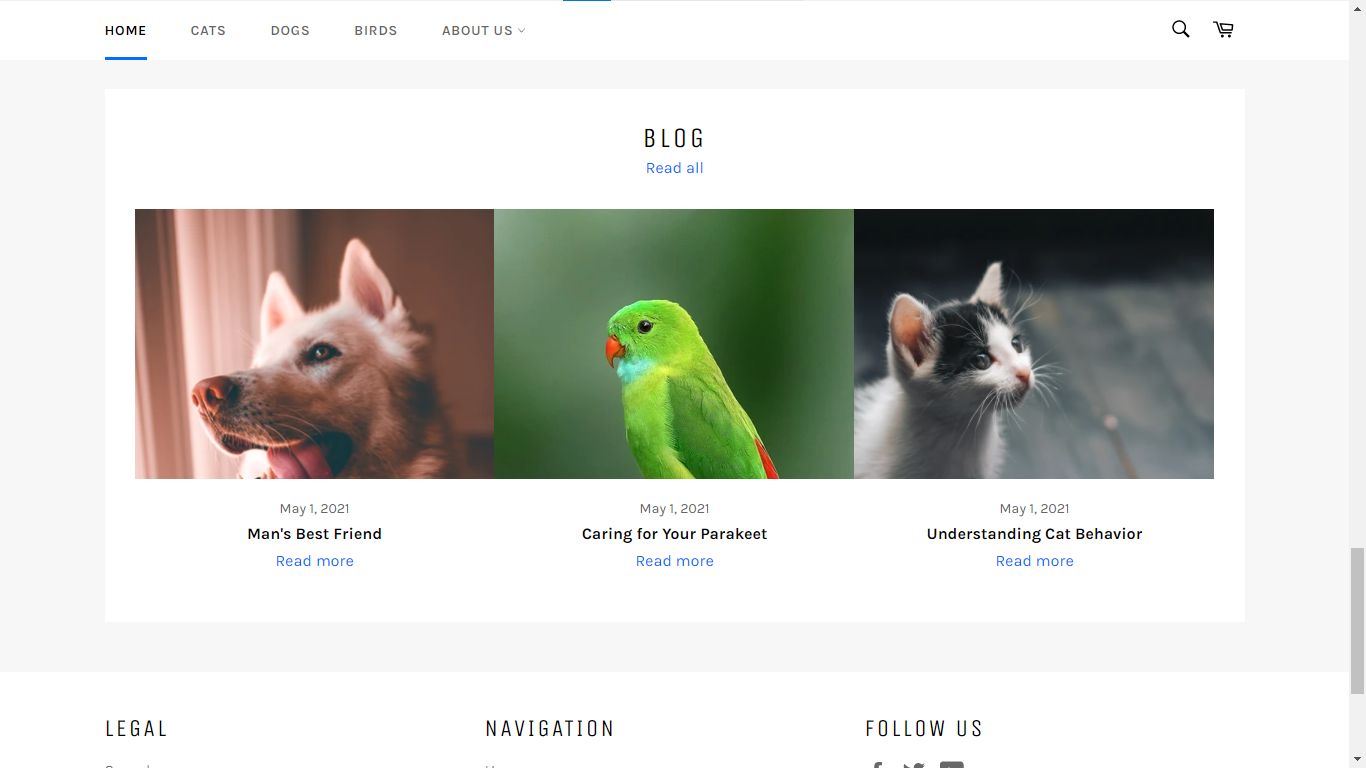 HOME CATS DOGS BIRDS ABOUT US
BLOG
Read all
May 1, 2021 May 1, 2021 May 1, 2021
Man's Best Friend Caring for Your Parakeet Understanding Cat Behavior
Read more Read more Read more
LEGAL NAVIGATION FOLLOW US